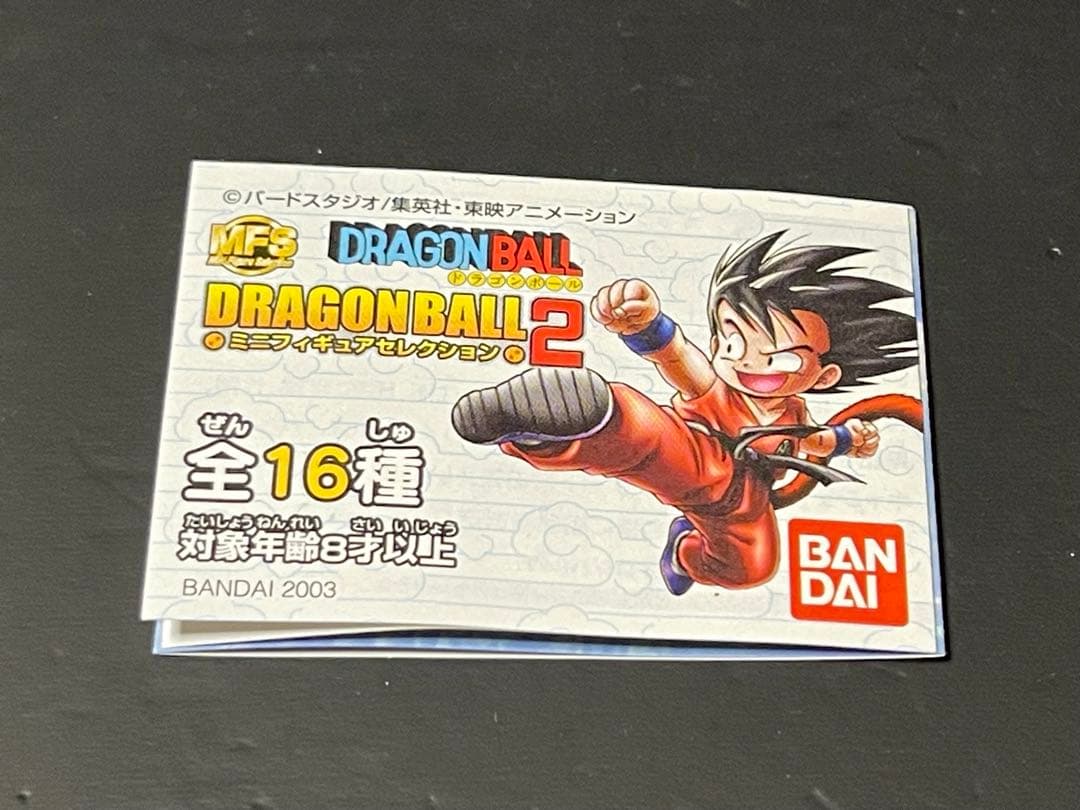 ©バードスタジオ/集英社・東映アニメーション
MFS
DRAGON BALL
ドラゴンボール
DRAGONBALL 2
ミニフィギュアセレクション
ぜん しゅ
全16種
たいしょうねんれい さい いじょう
対象年齢8才以上
BANDAI 2003
BAN
DAI